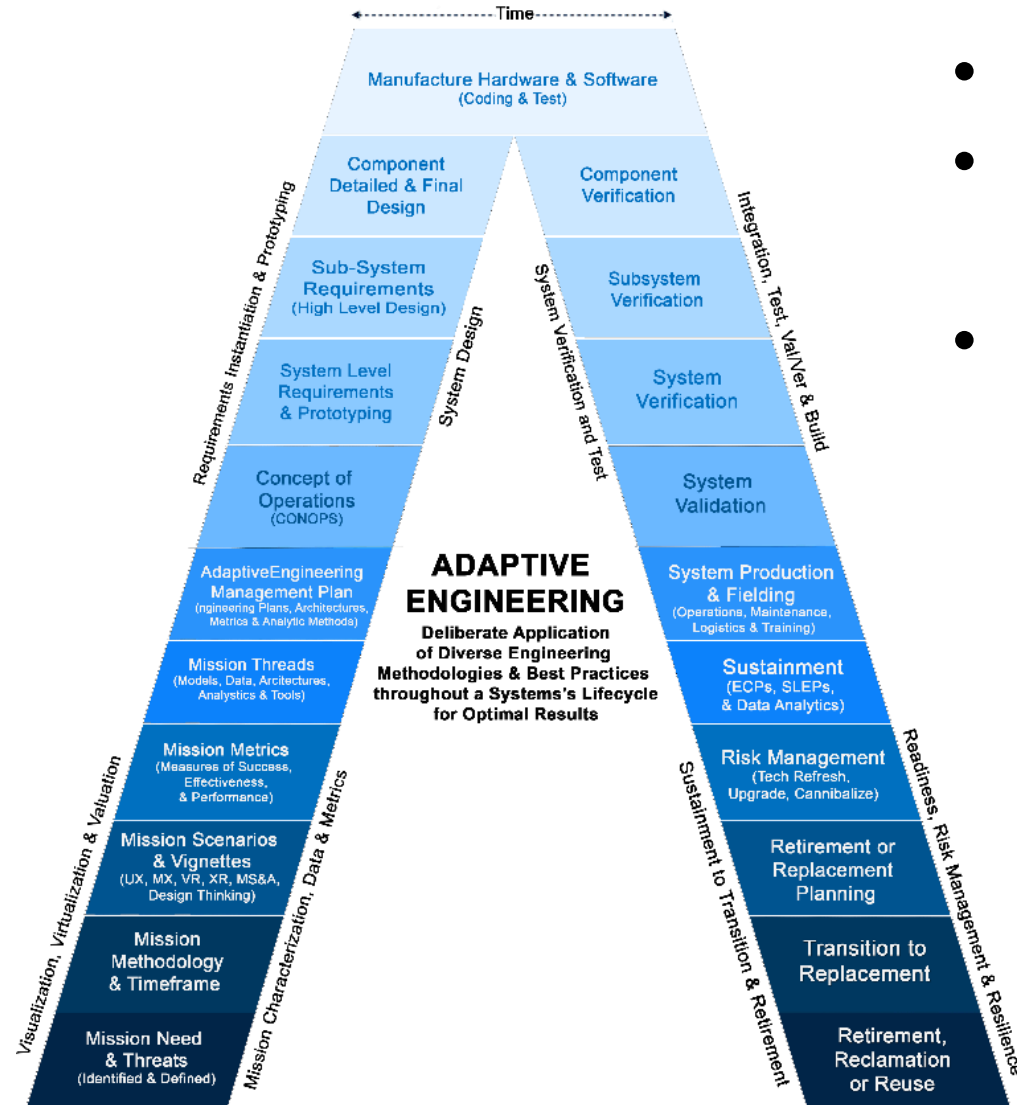 Time
Manufacture Hardware & Software
(Coding & Test)
Component
Detailed & Final
Design
Sub-System
Requirements
(High Level Design)
System Level
Requirements
& Prototyping
Concept of
Operations
(CONOPS)
AdaptiveEngineering
Management Plan
(ngineering Plans, Architectures,
Metrics & Analytic Methods)
Mission Threads
(Models, Data, Arcitectures,
Analystics & Tools)
Mission Metrics
(Measures of Success,
Effectiveness,
& Performance)
Mission Scenarios
& Vignettes
(UX, MX, VR, XR, MS&A,
Design Thinking)
Mission
Methodology
& Timeframe
Mission Need
& Threats
(Identified & Defined)
Requirements Instantiation & Prototyping
System Design
Visualization, Virtualization & Valuation
Mission Characterization, Data & Metrics
ADAPTIVE
ENGINEERING
Deliberate Application
of Diverse Engineering
Methodologies & Best Practices
throughout a Systems's Lifecycle
for Optimal Results
Component
Verification
Subsystem
Verification
System
Verification
System
Validation
System Production
& Fielding
(Operations, Maintenance,
Logistics & Training)
Sustainment
(ECPs, SLEPs,
& Data Analytics)
Risk Management
(Tech Refresh,
Upgrade, Cannibalize)
Retirement or
Replacement
Planning
Transition to
Replacement
Retirement,
Reclamation
or Reuse
System Verification and Test
Integration, Test, Val/Ver & Build
Sustainment to Transition & Retirement
Readiness, Risk Management & Resilience